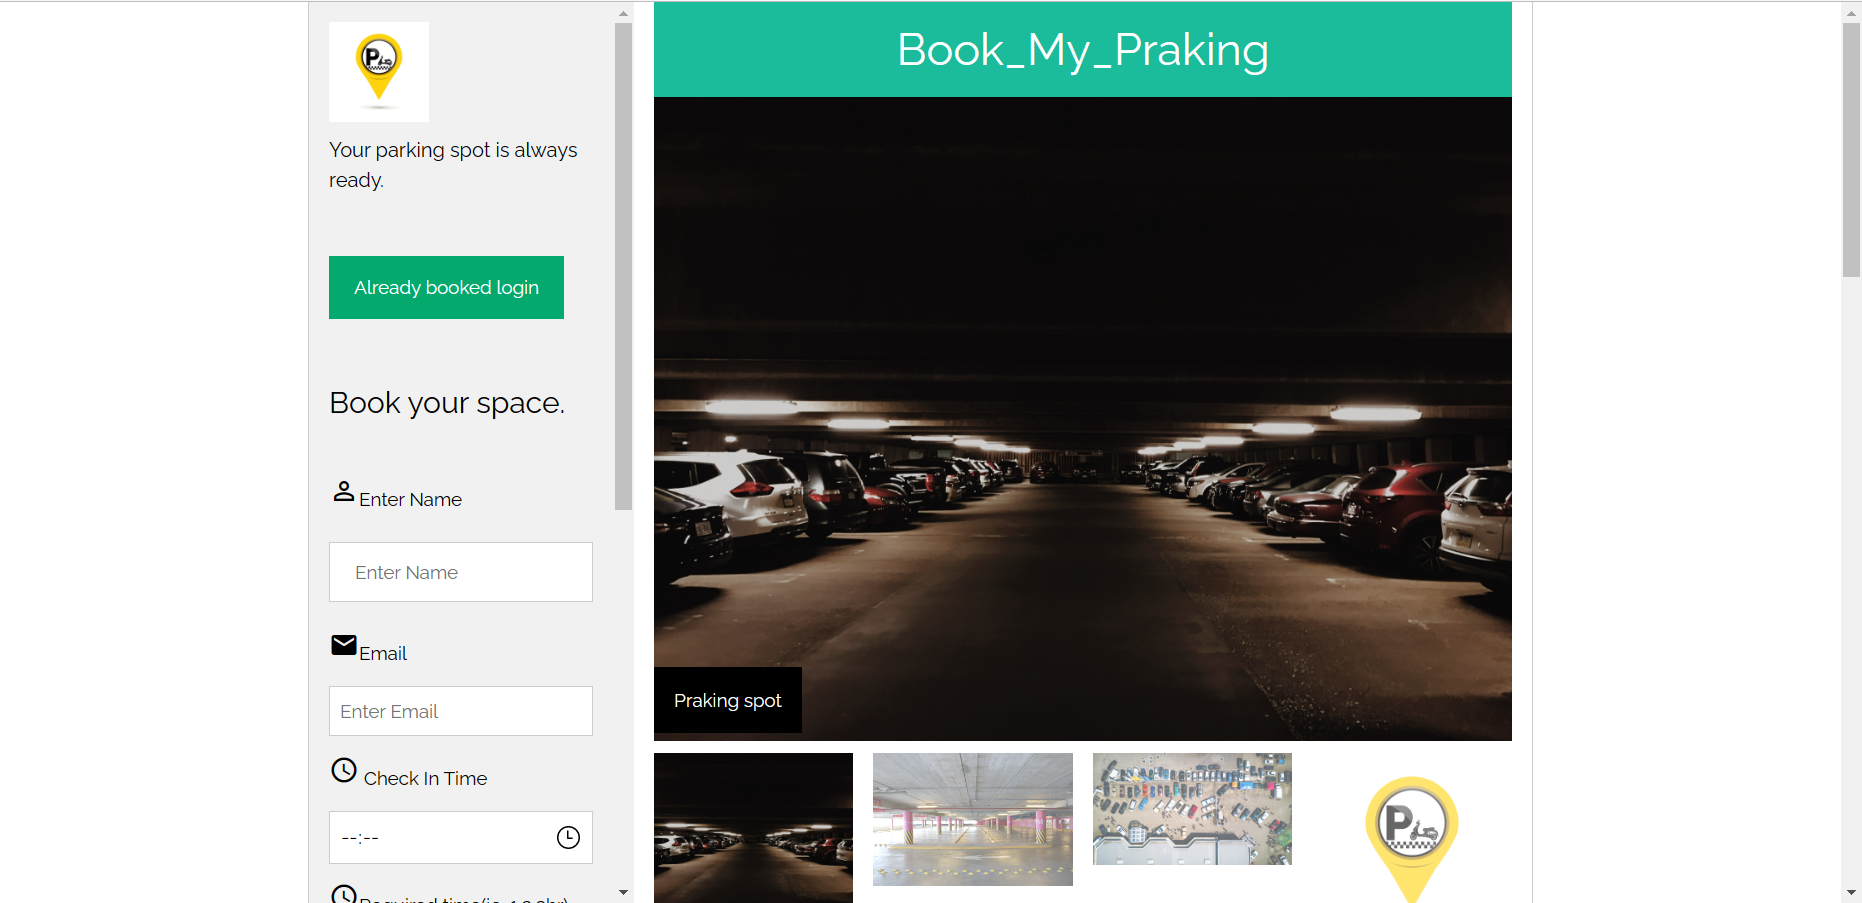 P
Your parking spot is always
ready.
Already booked login
Book your space.
Enter Name
Enter Name
Email
Enter Email
Check In Time
--:--
Book_My_Praking
Praking spot
P